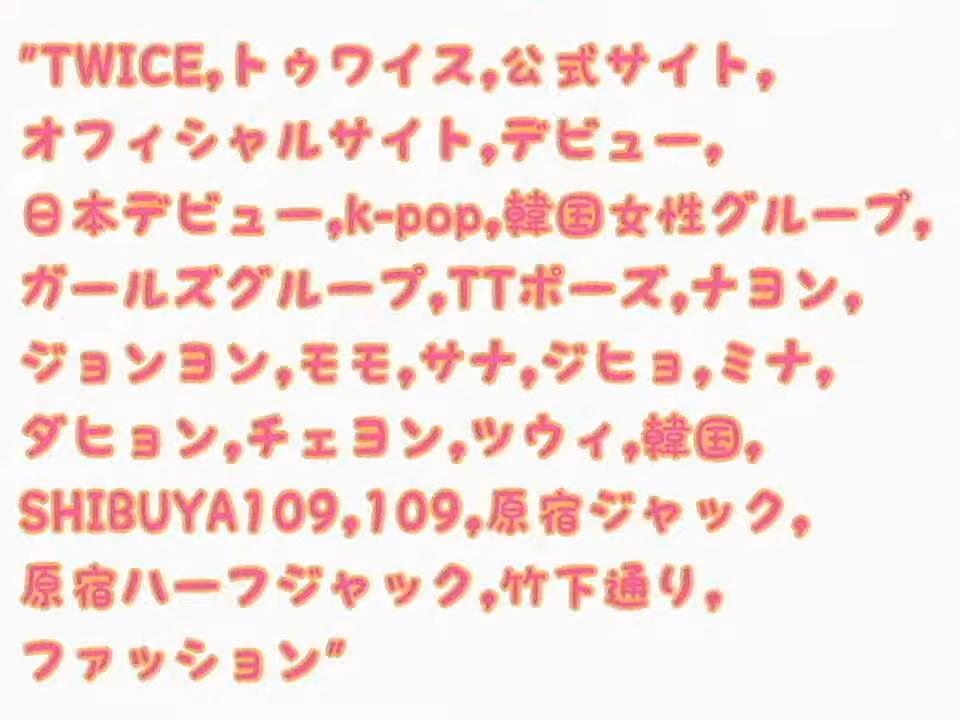 "TWICE,トゥワイス,公式サイト,
オフィシャルサイト,デビュー,
日本デビュー,k-pop,韓国女性グループ,
ガールズグループ,TTポーズ,ナヨン,
ジョンヨン,モモ,サナ,ジヒョ,ミナ,
ダヒョン,チェヨン,ツウィ,韓国,
SHIBUYA109,109,原宿ジャック,
原宿ハーフジャック,竹下通り,
ファッション"